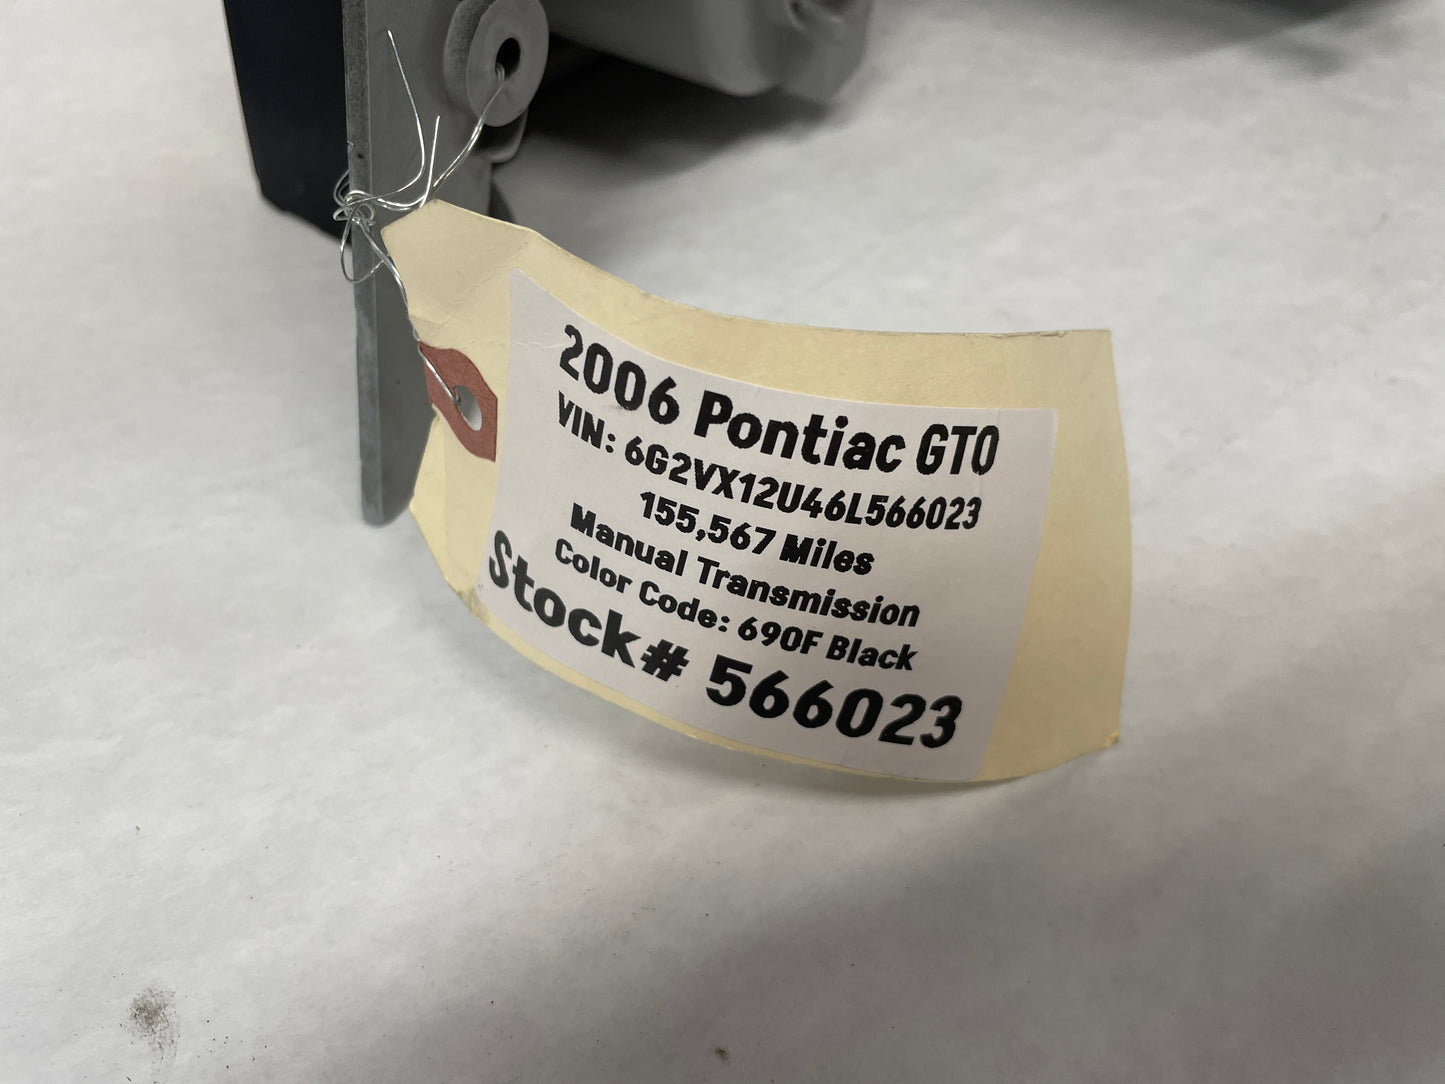 2006 Pontiac GTO
VIN: 6G2VX12U46L566023
155,567 Miles
Manual Transmission
Color Code: 690F Black
Stock# 566023